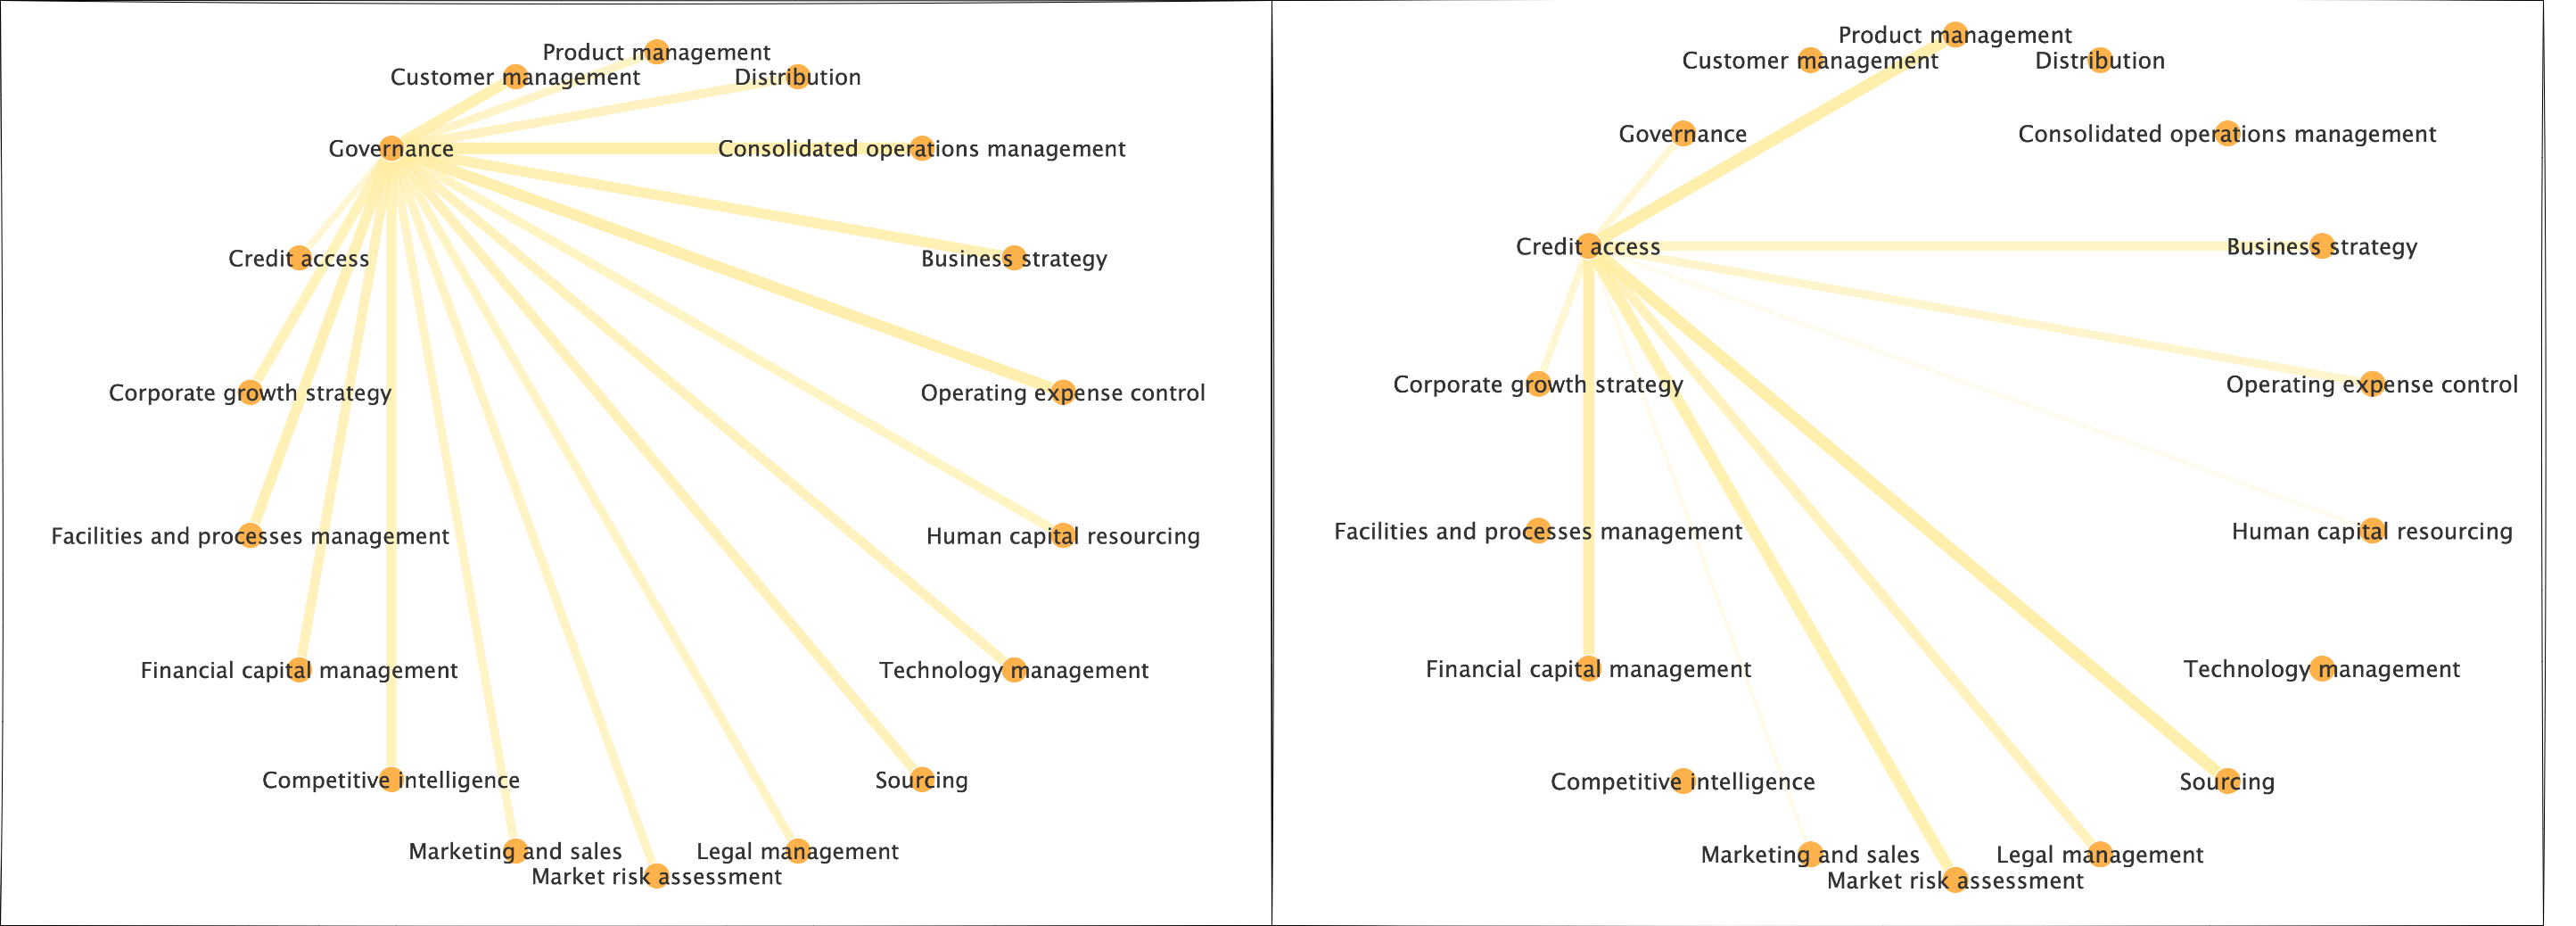 Product management
Customer management
Distribution
Governance
Consolidated operations management
Credit access
Business strategy
Corporate growth strategy
Operating expense control
Facilities and processes management
Human capital resourcing
Financial capital management
Technology management
Competitive intelligence
Sourcing
Marketing and sales
Legal management
Market risk assessment
Product management
Customer management
Distribution
Governance
Consolidated operations management
Credit access
Business strategy
Corporate growth strategy
Operating expense control
Facilities and processes management
Human capital resourcing
Financial capital management
Technology management
Competitive intelligence
Sourcing
Marketing and sales
Legal management
Market risk assessment